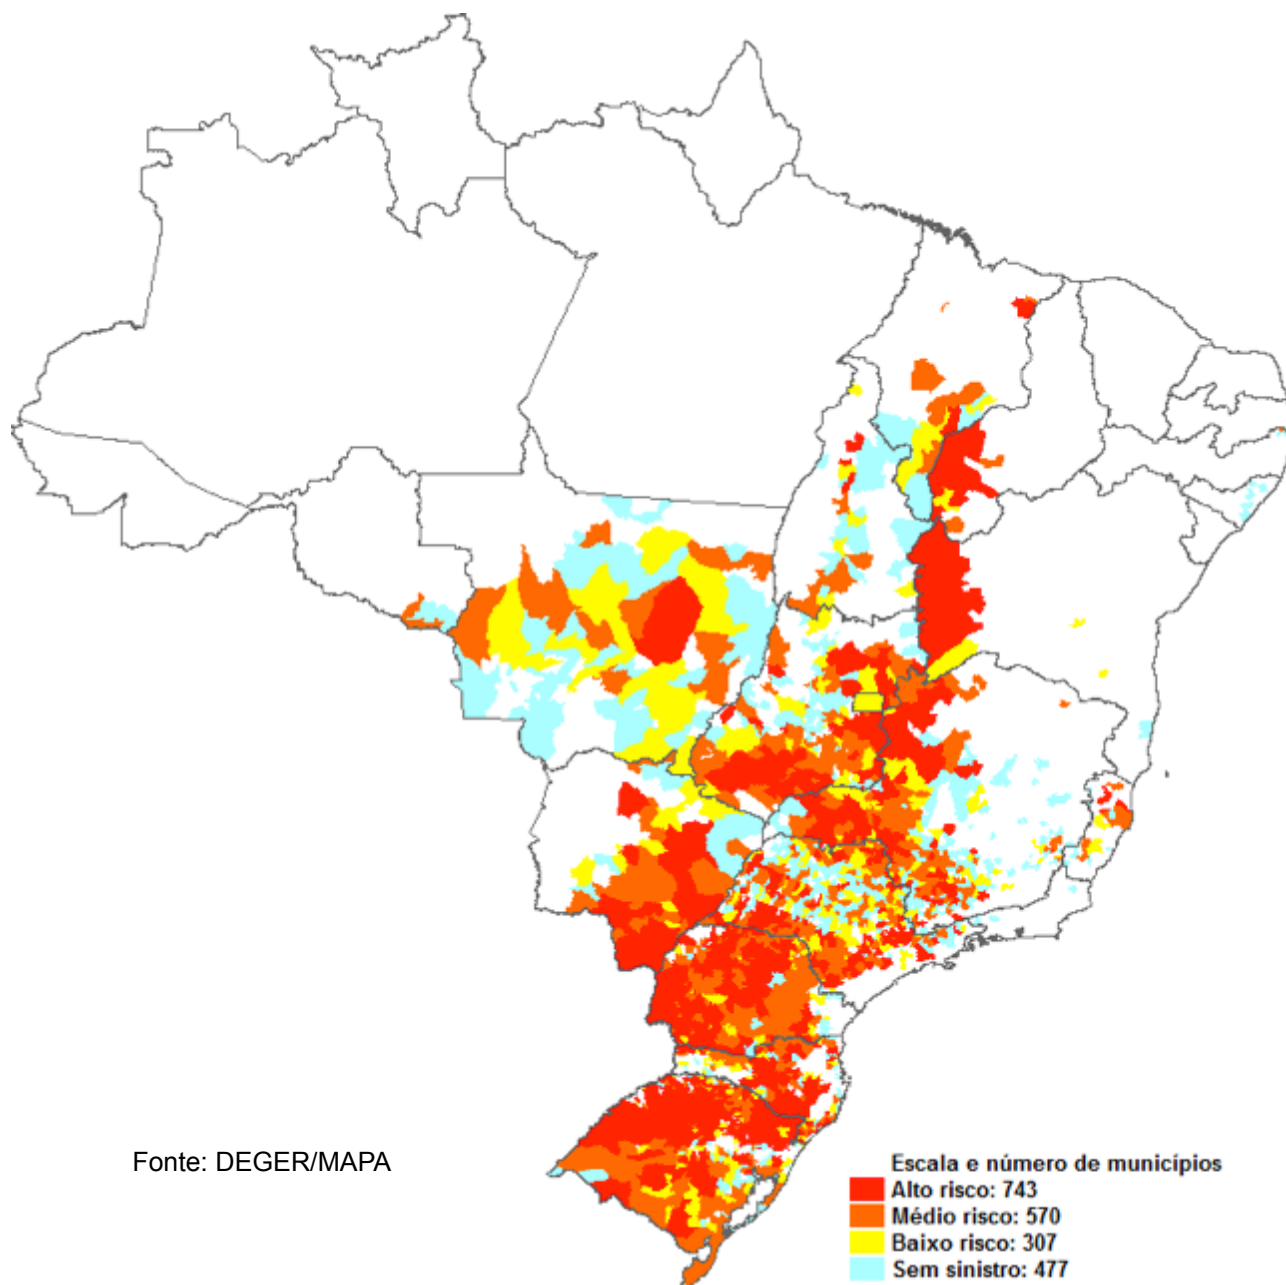 Fonte: DEGER/MAPA
Escala e número de municípios
Alto risco: 743
Médio risco: 570
Baixo risco: 307
Sem sinistro: 477